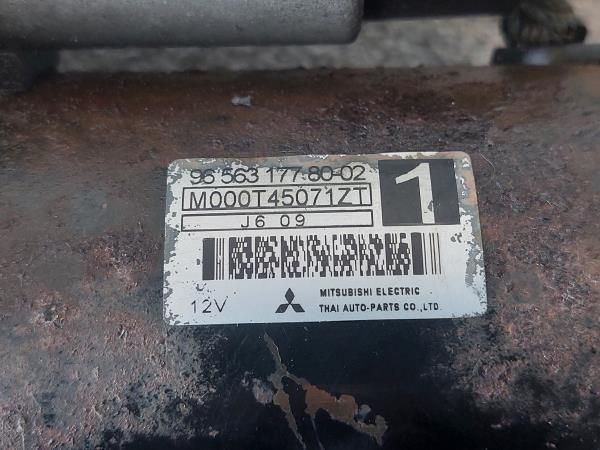 96 563 177 80-02
1
M000T45071ZT
J6 09
12V
MITSUBISHI ELECTRIC
THAI AUTO-PARTS CO.,LTD.